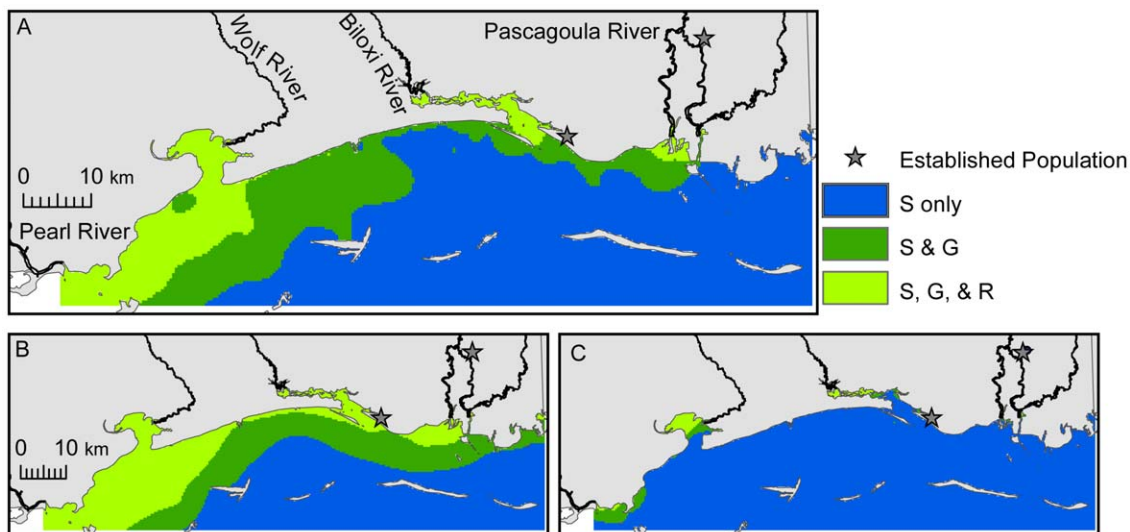 A
Wolf River
Biloxi River
Pascagoula River
0 10 km
Pearl River
Established Population
S only
S & G
S, G, & R
B
0 10 km
C